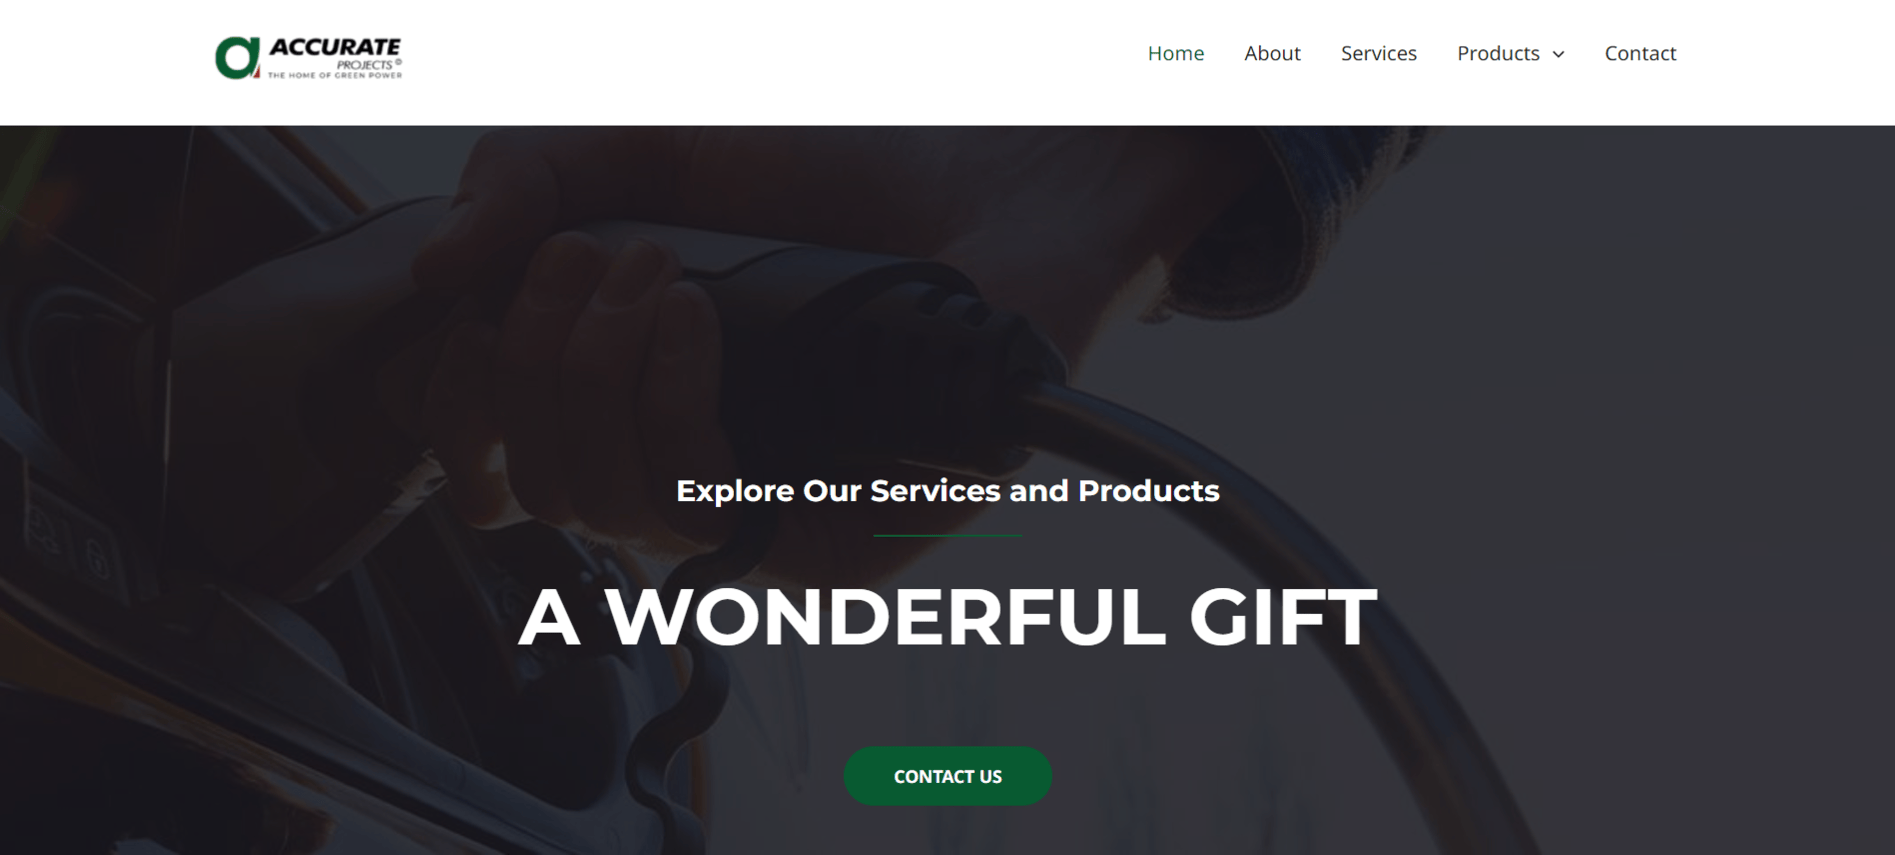 ACCURATE
PROJECTS
THE HOME OF GREEN POWER
Home About Services Products Contact
Explore Our Services and Products
A WONDERFUL GIFT
CONTACT US